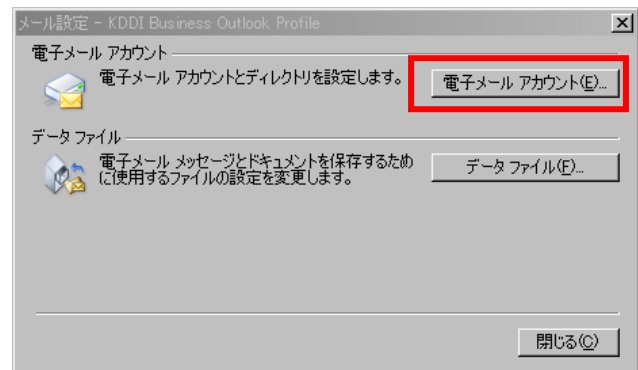 メール設定 - KDDI Business Outlook Profile
電子メール アカウント
電子メール アカウントとディレクトリを設定します。
電子メール アカウント(E)...
データ ファイル
電子メール メッセージとドキュメントを保存するため
に使用するファイルの設定を変更します。
データ ファイル(F)...
閉じる(C)